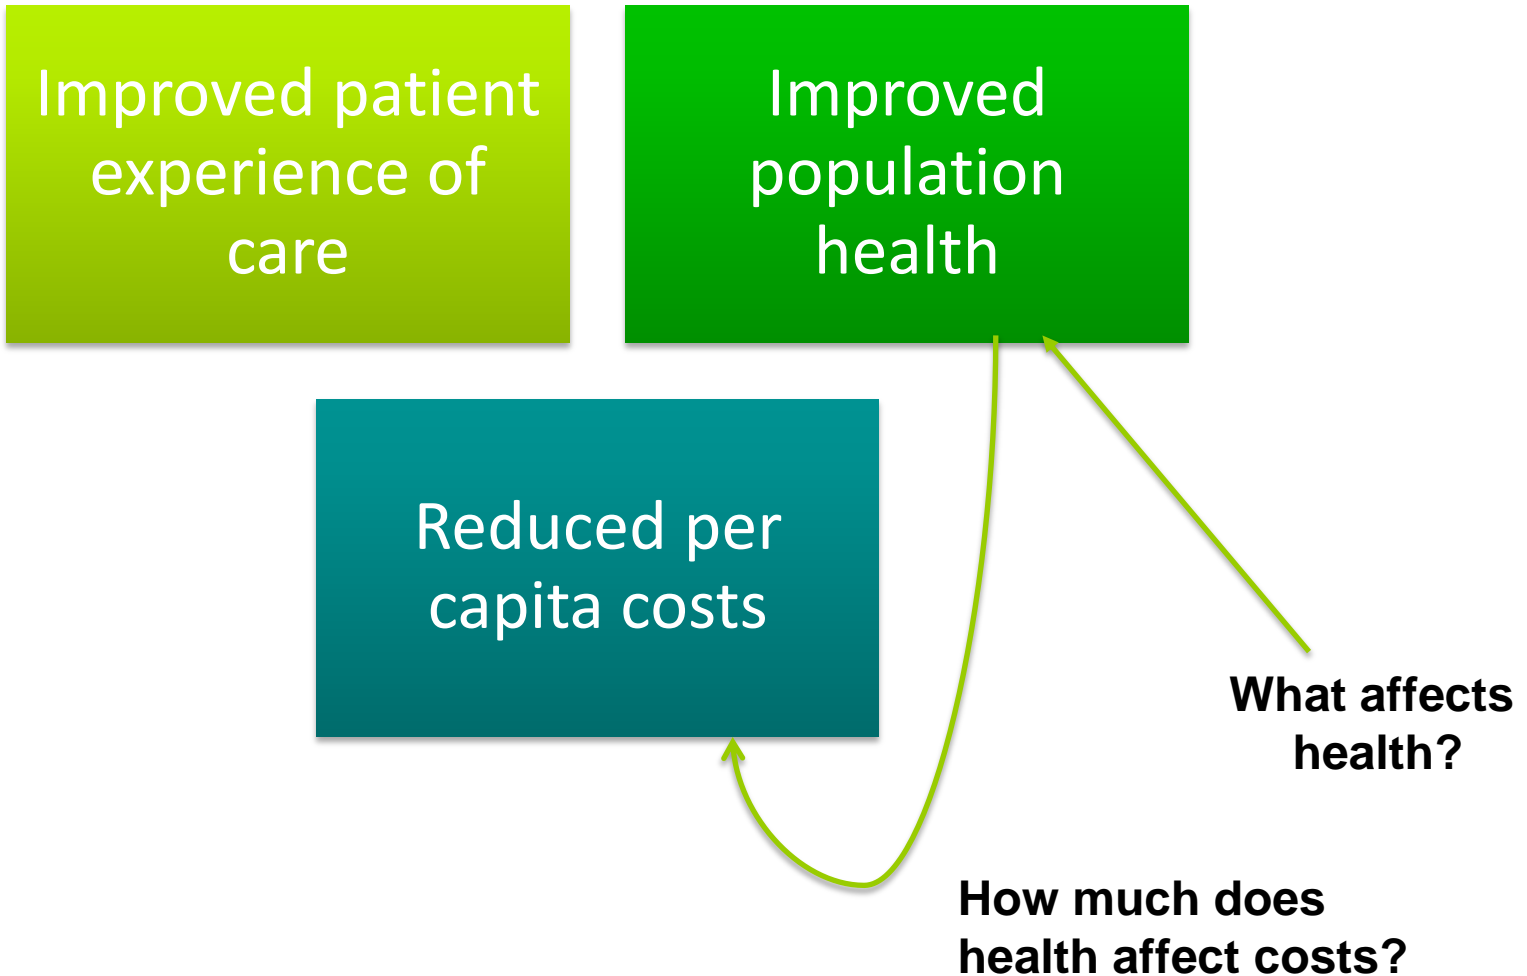 Improved patient
experience of
care
Improved
population
health
Reduced per
capita costs
What affects
health?
How much does
health affect costs?